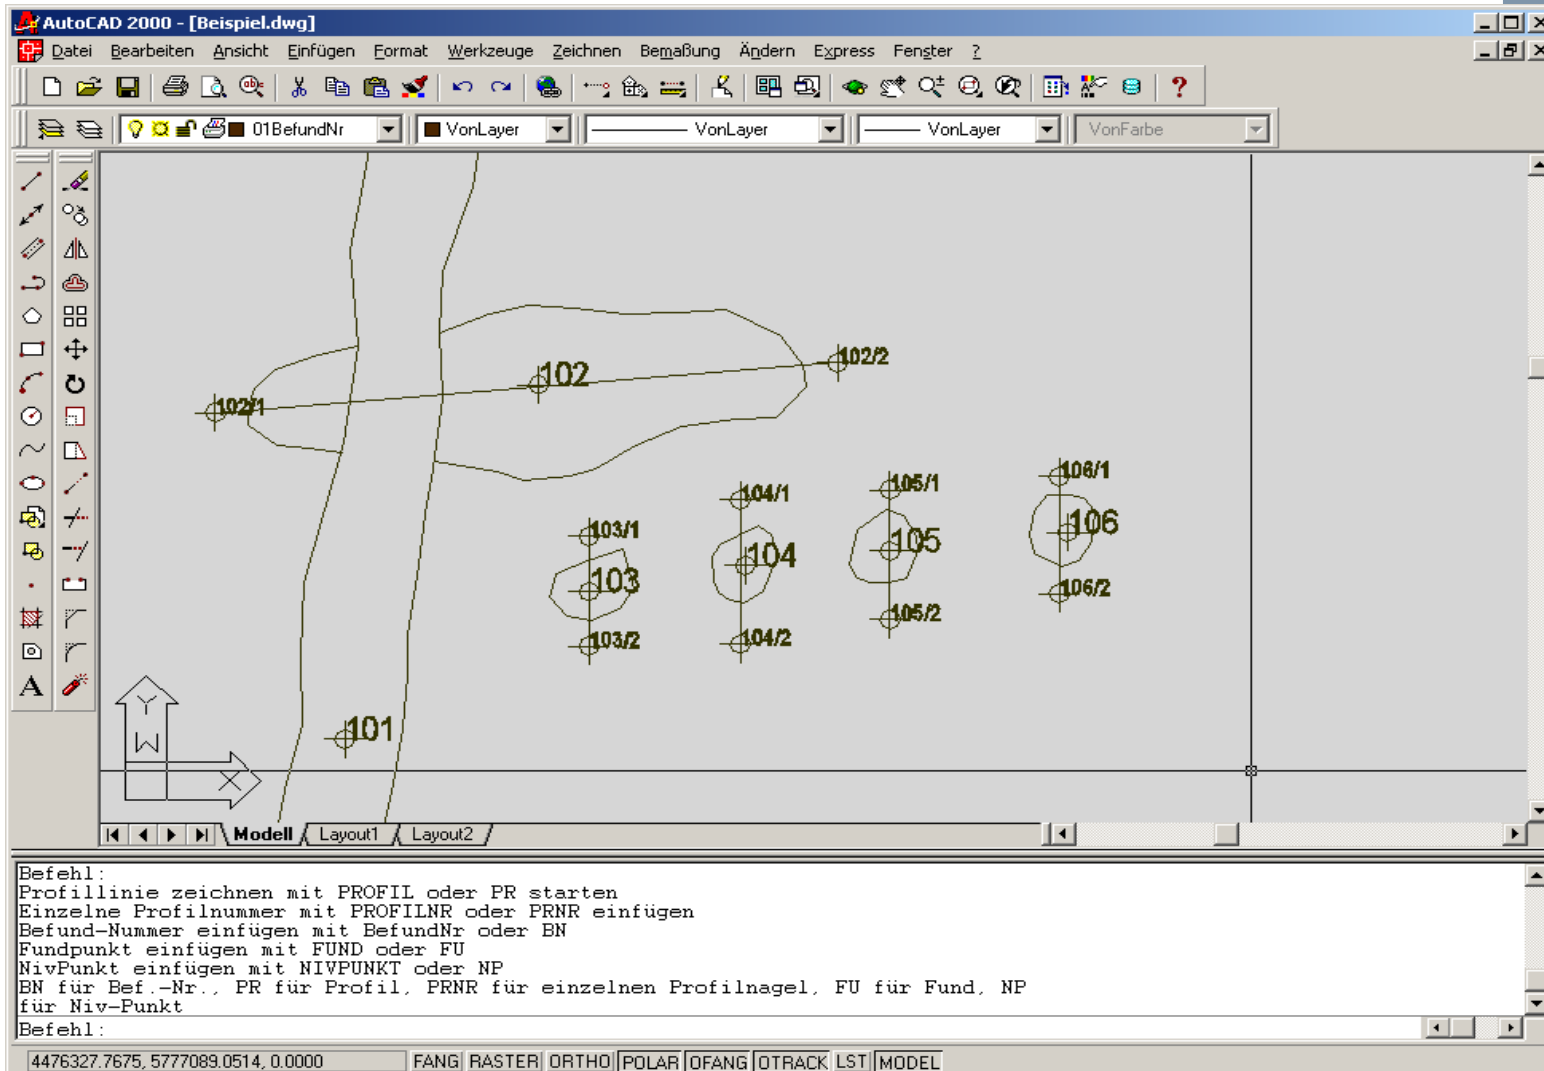 AutoCAD 2000 - [Beispiel.dwg]
Datei Bearbeiten Ansicht Einfügen Format Werkzeuge Zeichnen Bemaßung Ändern Express Fenster ?
01BefundNr VonLayer VonLayer VonLayer VonFarbe
102/2
102
102/1
106/1
105/1
104/1
106
103/1
105
104
103
106/2
105/2
104/2
103/2
101
Y
W
X
A
Modell Layout1 Layout2
Befehl:
Profillinie zeichnen mit PROFIL oder PR starten
Einzelne Profilnummer mit PROFILNR oder PRNR einfügen
Befund-Nummer einfügen mit BefundNr oder BN
Fundpunkt einfügen mit FUND oder FU
NivPunkt einfügen mit NIVPUNKT oder NP
BN für Bef.-Nr., PR für Profil, PRNR für einzelnen Profilnagel, FU für Fund, NP
für Niv-Punkt
Befehl:
4476327.7675, 5777089.0514, 0.0000 FANG RASTER ORTHO POLAR OFANG OTRACK LST MODEL